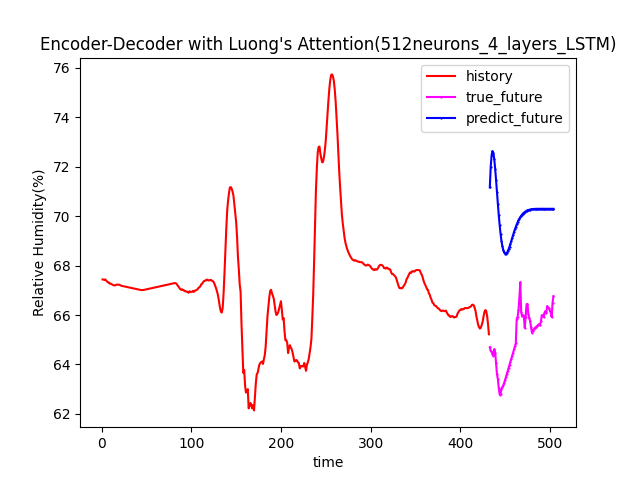 Encoder-Decoder with Luong's Attention(512neurons_4_layers_LSTM)
76
74
72
70
68
66
64
62
Relative Humidity(%)
history
true_future
predict_future
0
100
200
300
400
500
time